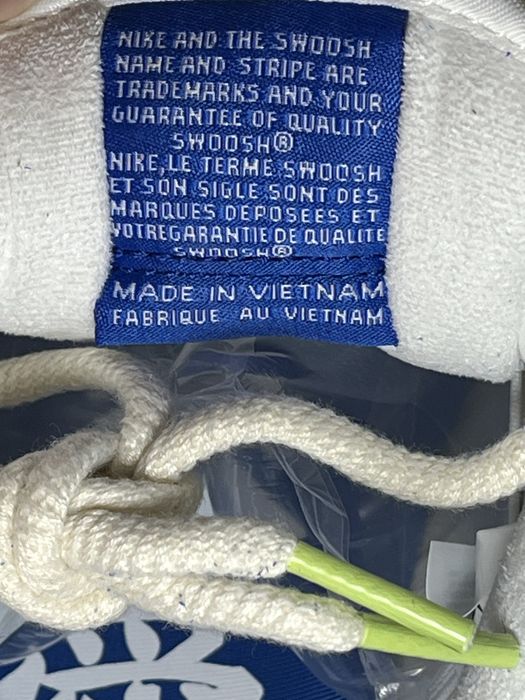 NIKE AND THE SWOOSH
NAME AND STRIPE ARE
TRADEMARKS AND YOUR
GUARANTEE OF QUALITY
SWOOSH®
NIKE,LE TERME SWOOSH
ET SON SIGLE SONT DES
MARQUES DEPOSEES ET
VOTREGARANTIE DE QUALITE
SWOOSH®
MADE IN VIETNAM
FABRIQUE AU VIETNAM